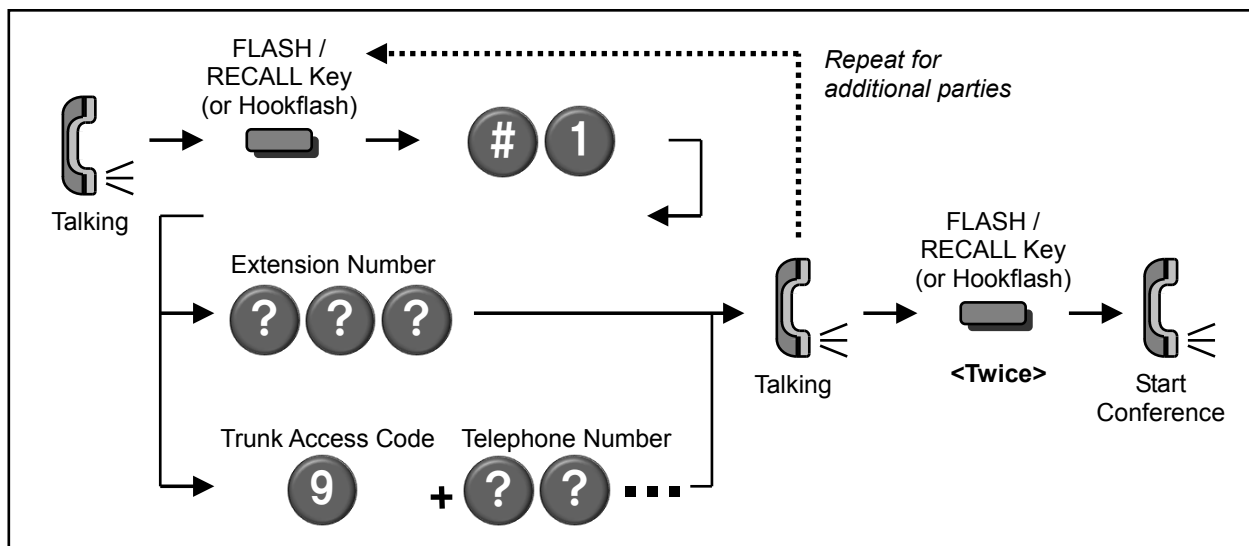 FLASH /
RECALL Key
(or Hookflash)
Repeat for
additional parties
# 1
Talking
FLASH /
RECALL Key
(or Hookflash)
Extension Number
? ? ?
Talking
<Twice>
Start
Conference
Trunk Access Code
Telephone Number
9 + ? ? ...